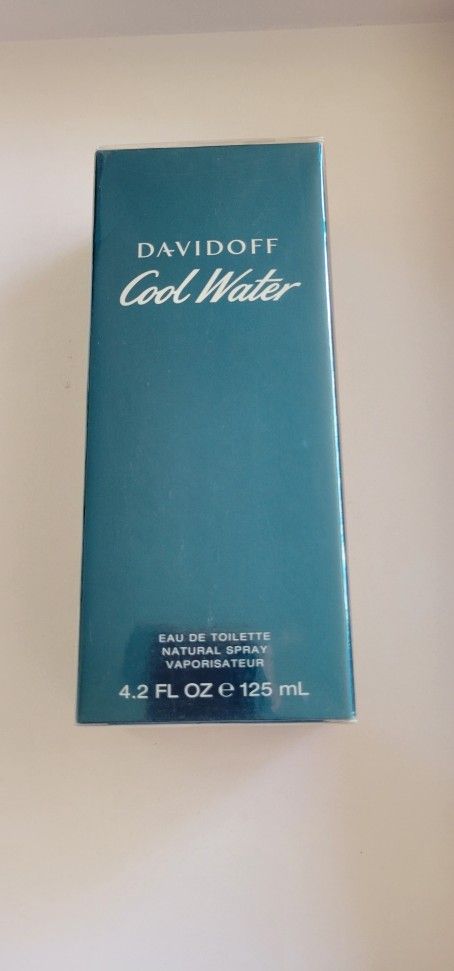 DAVIDOFF
Cool Water
EAU DE TOILETTE
NATURAL SPRAY
VAPORISATEUR
4.2 FL OZ ℮ 125 mL